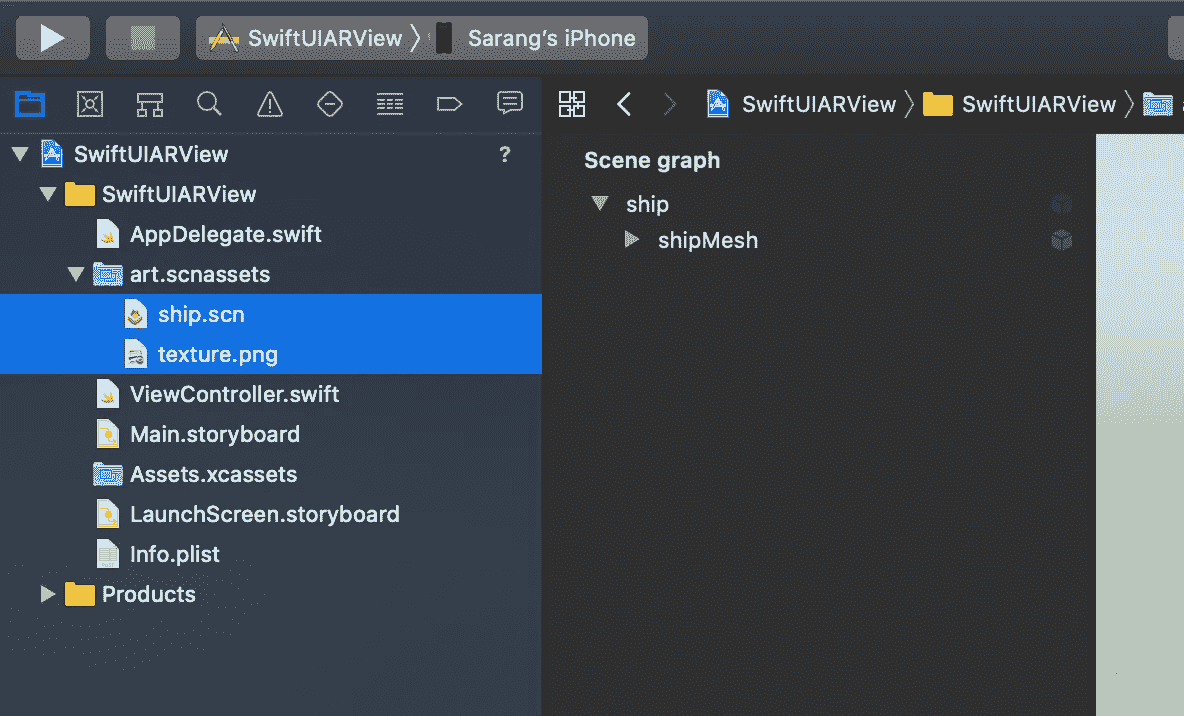 SwiftUIARView 〉 Sarang's iPhone
SwiftUIARView 〉 SwiftUIARView 〉
SwiftUIARView ?
SwiftUIARView
AppDelegate.swift
art.scnassets
ship.scn
texture.png
ViewController.swift
Main.storyboard
Assets.xcassets
LaunchScreen.storyboard
Info.plist
Products
Scene graph
ship
shipMesh